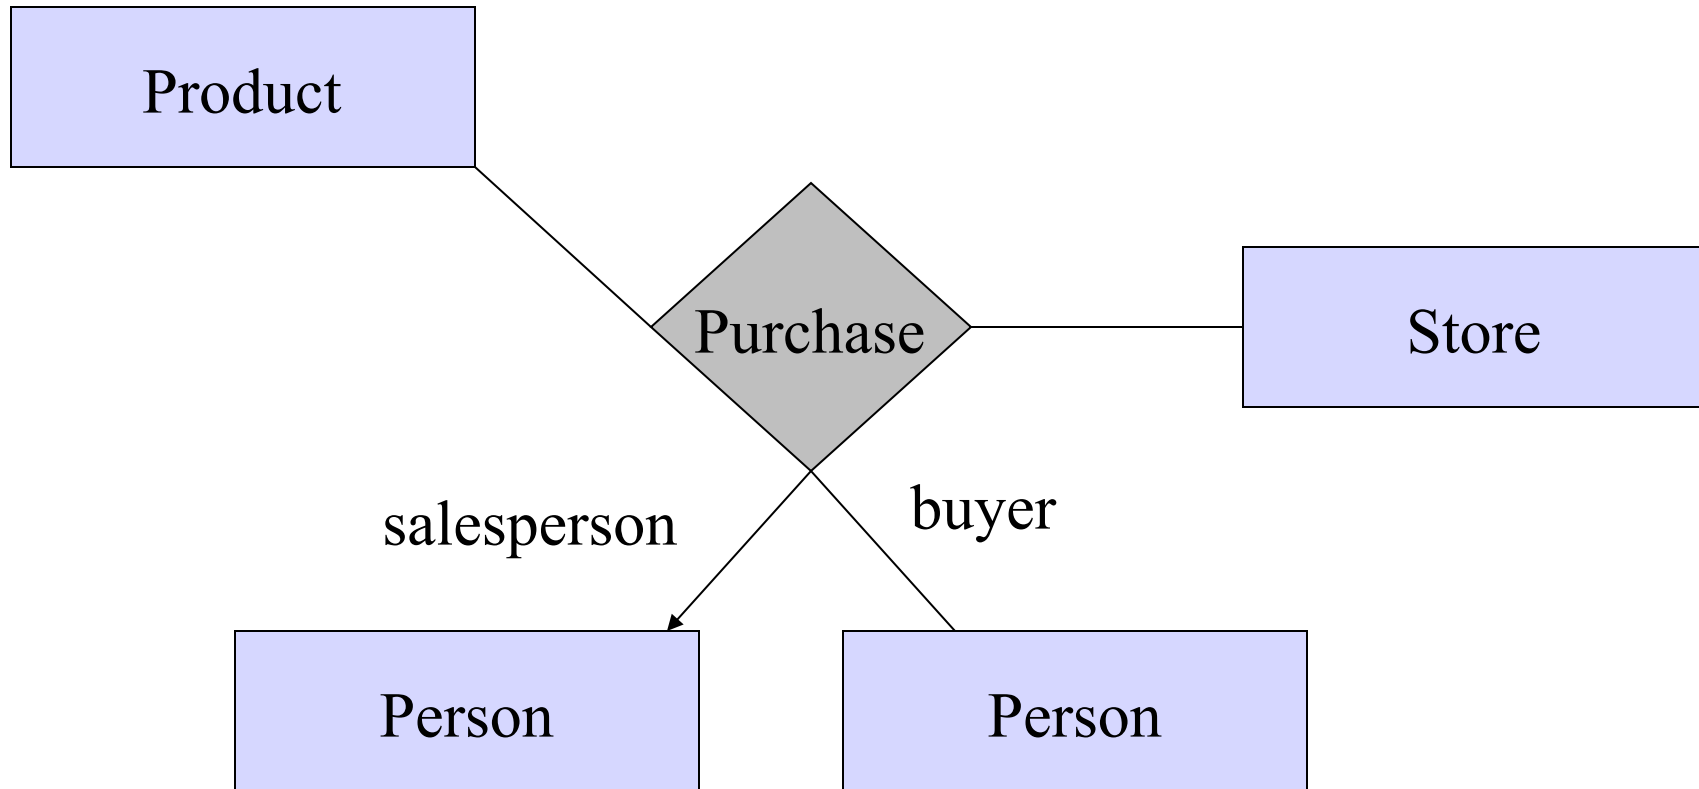 Product
Purchase
Store
salesperson
buyer
Person
Person